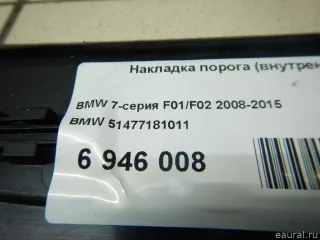 Накладка порога (внутрен
BMW 7-серия F01/F02 2008-2015
BMW 51477181011
6 946 008
eaural.ru